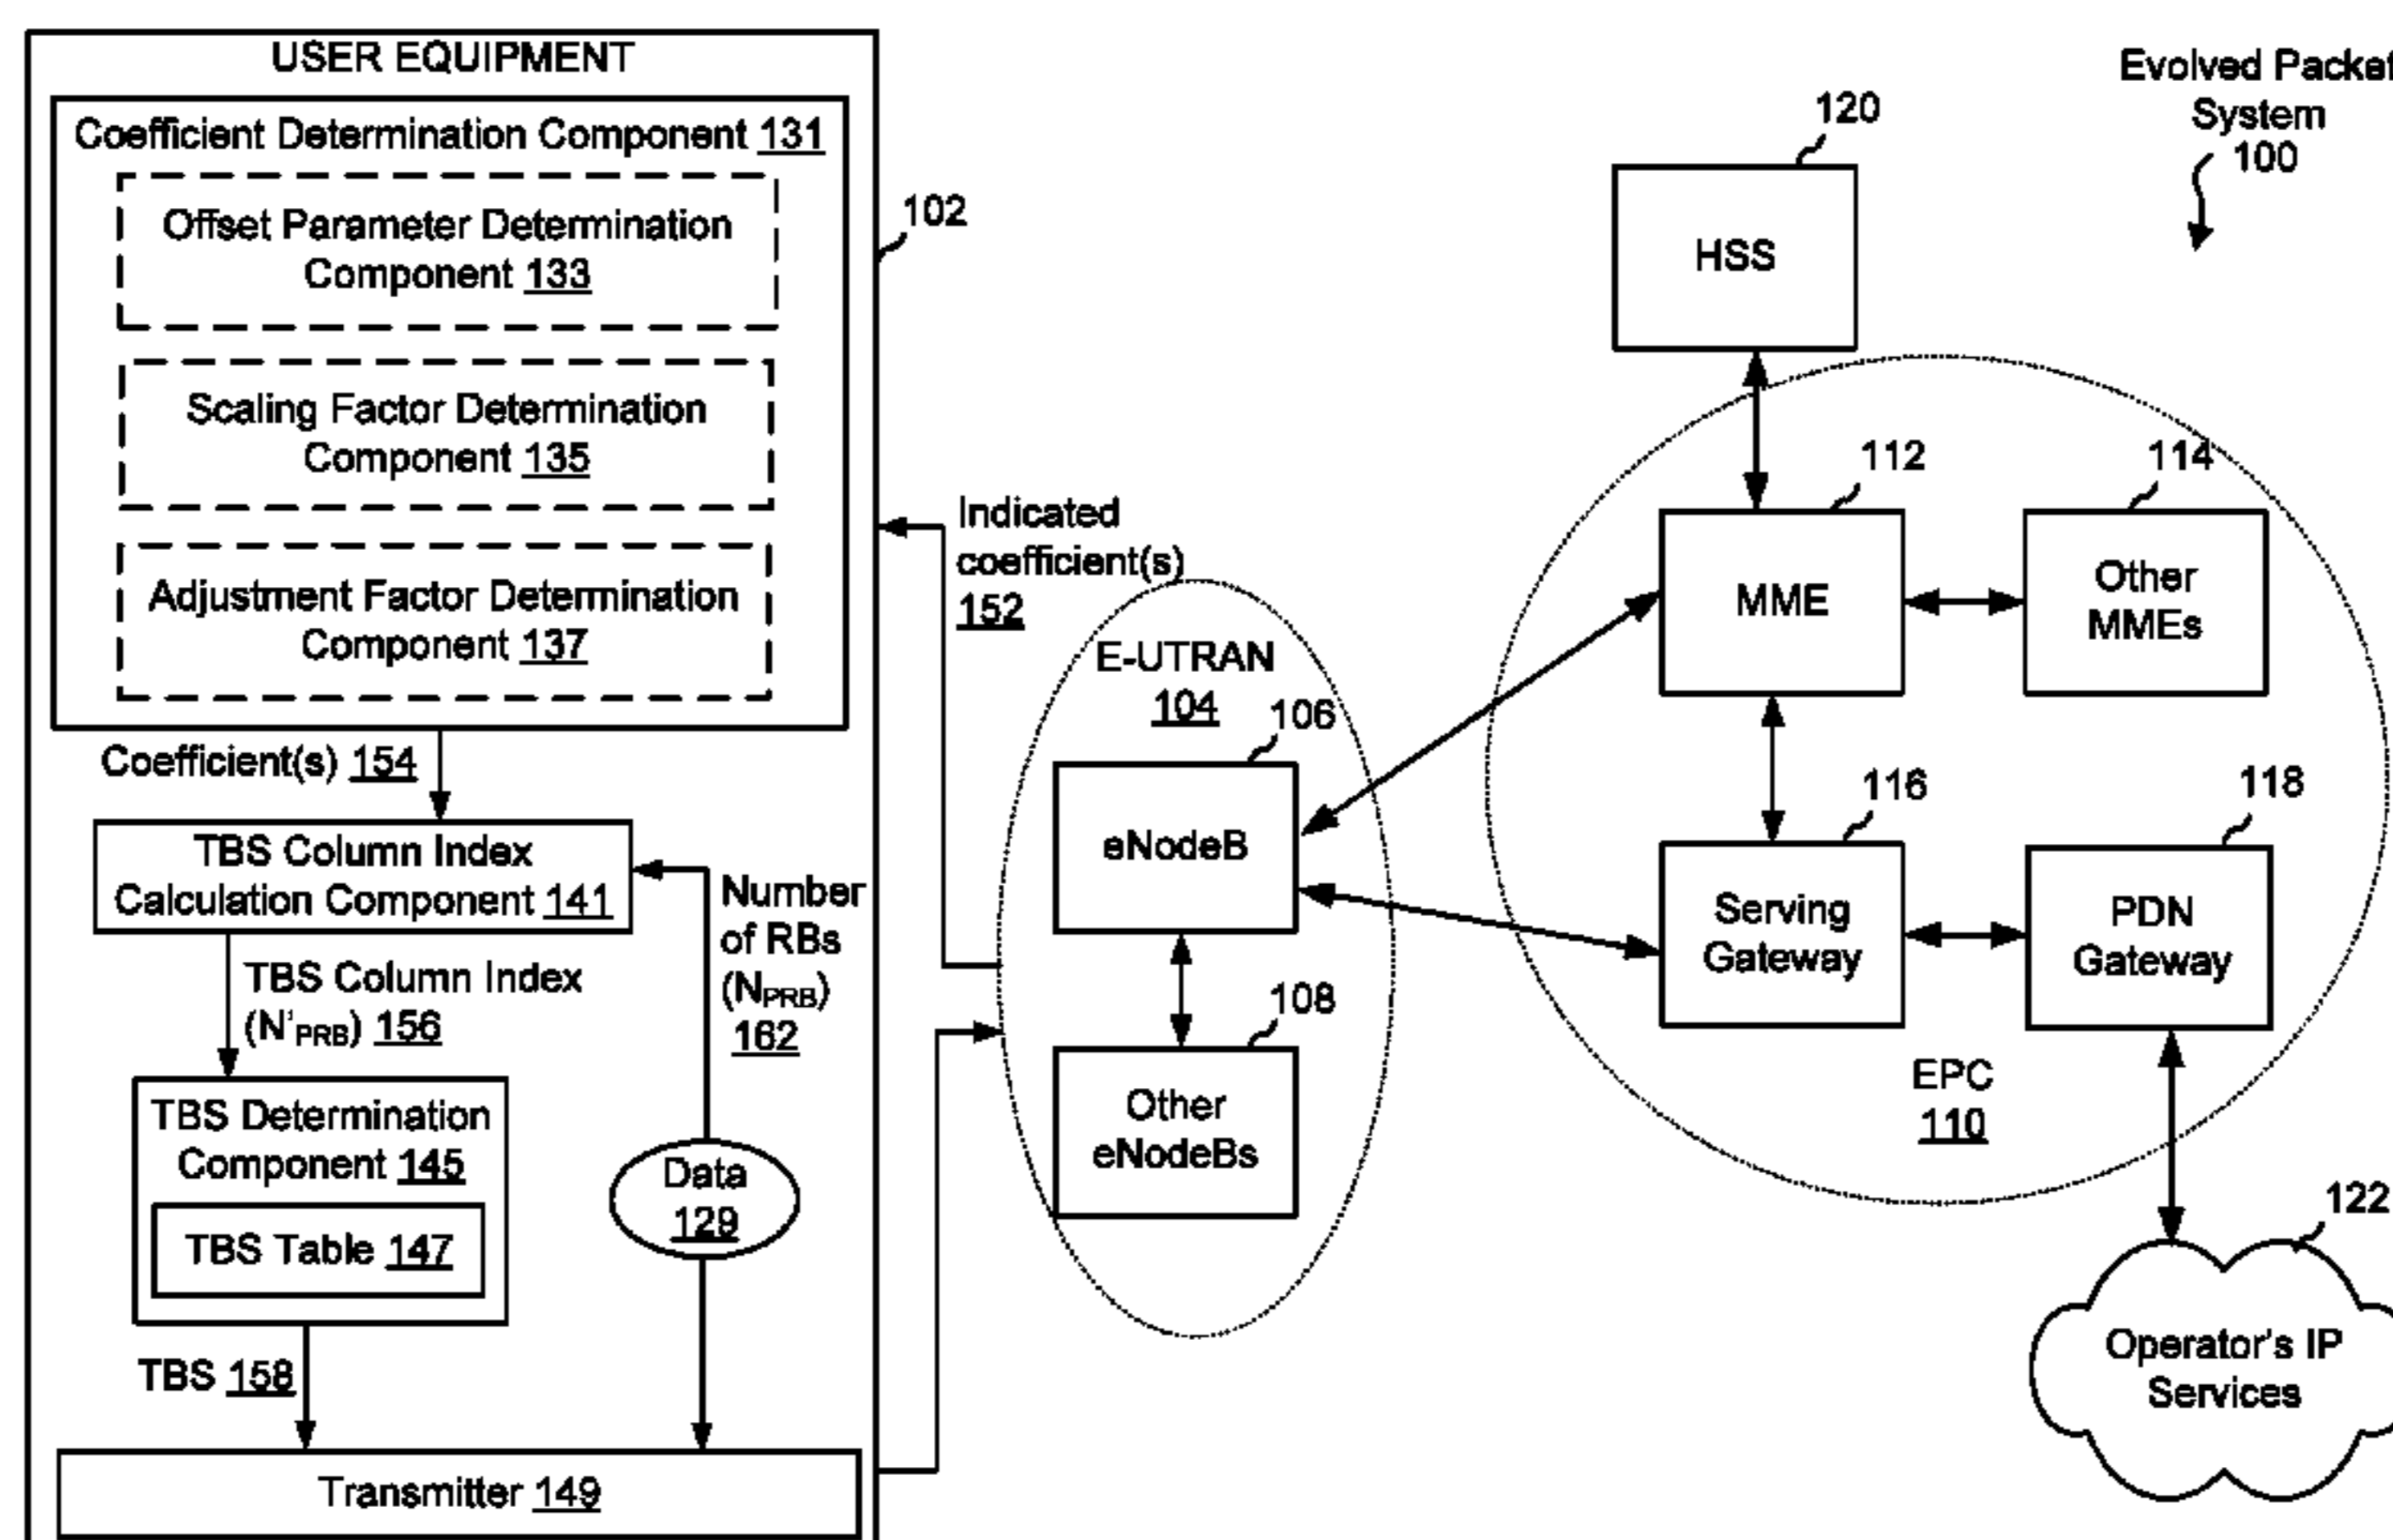 USER EQUIPMENT
Coefficient Determination Component 131
Offset Parameter Determination
Component 133
Scaling Factor Determination
Component 135
Adjustment Factor Determination
Component 137
102
Coefficient(s) 154
TBS Column Index
Calculation Component 141
Number
of RBs
(NPRB)
162
TBS Column Index
(N'PRB) 156
TBS Determination
Component 145
TBS Table 147
Data
129
TBS 158
Transmitter 149
Indicated
coefficient(s)
152
E-UTRAN
104
106
eNodeB
108
Other
eNodeBs
Evolved Packet
System
100
120
HSS
112
MME
114
Other
MMEs
116
Serving
Gateway
118
PDN
Gateway
EPC
110
122
Operator's IP
Services